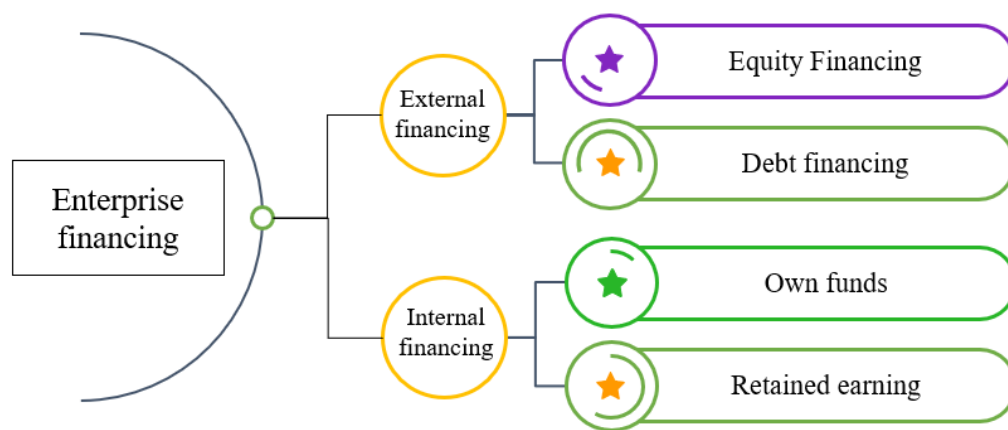 Enterprise
financing
External
financing
Equity Financing
Debt financing
Internal
financing
Own funds
Retained earning